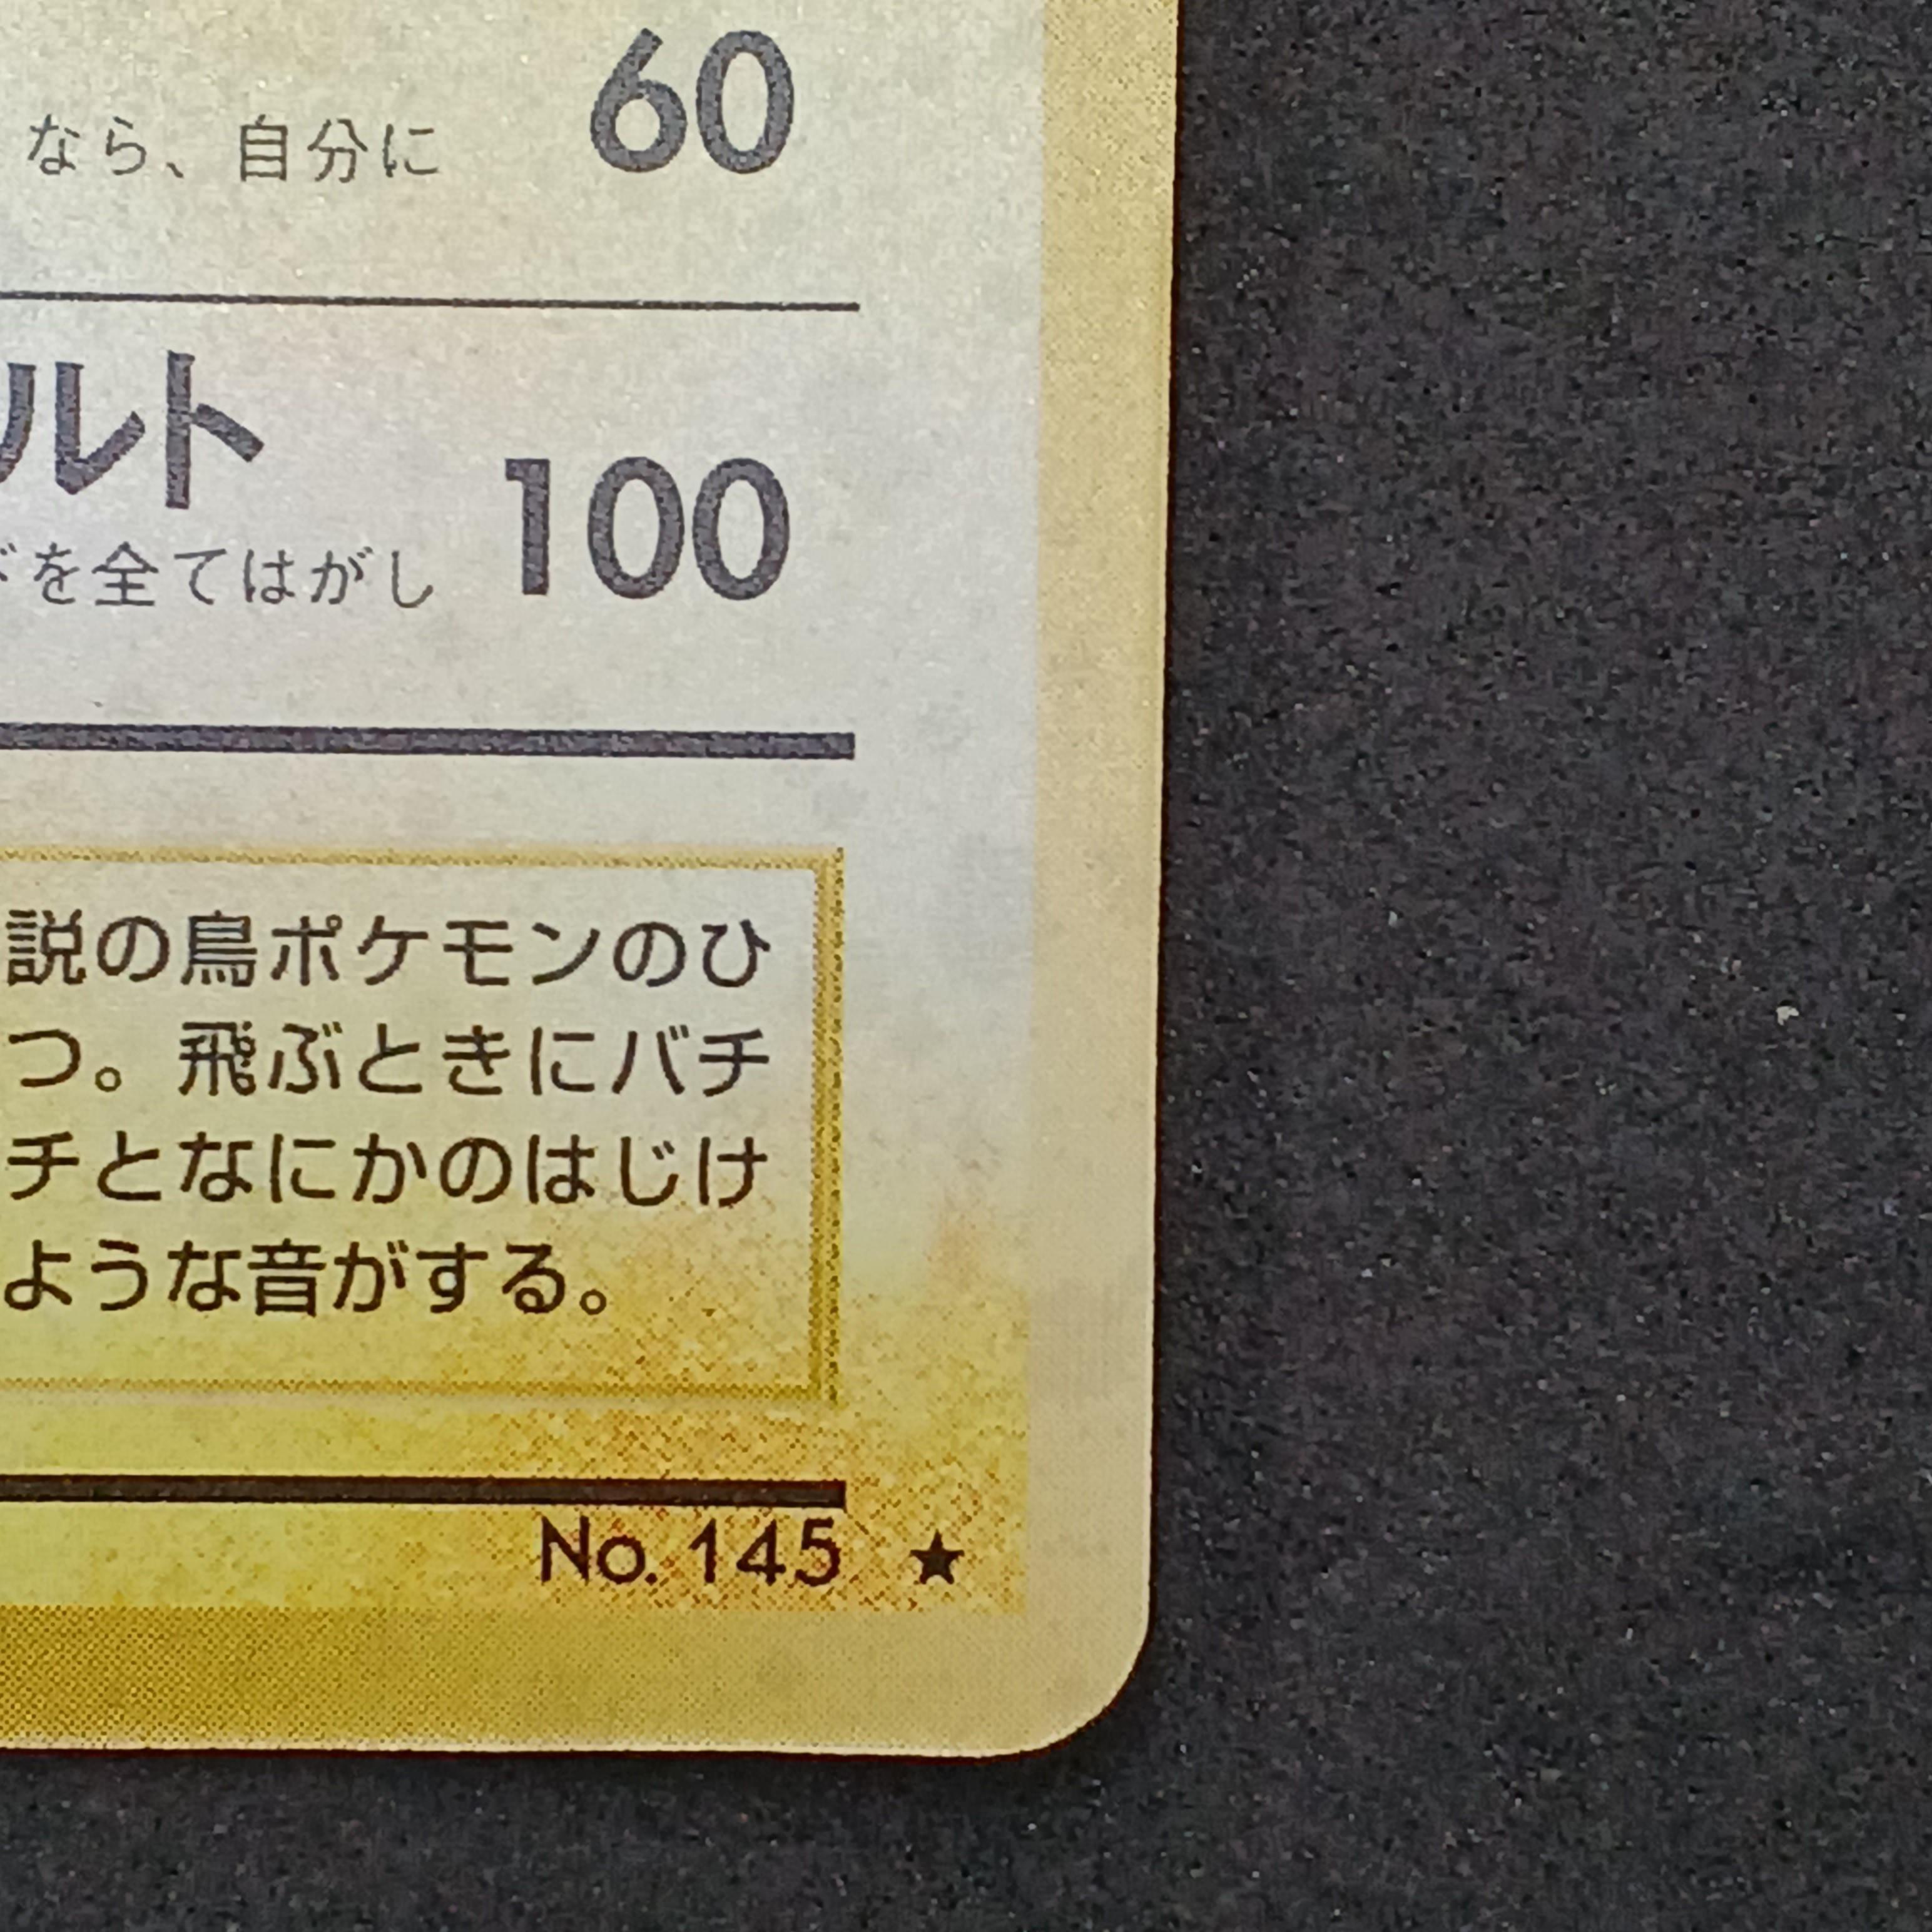 60
なら、自分に
ルト
100
を全てはがし
説の鳥ポケモンのひ
つ。飛ぶときにバチ
チとなにかのはじけ
ような音がする。
No. 145 ★